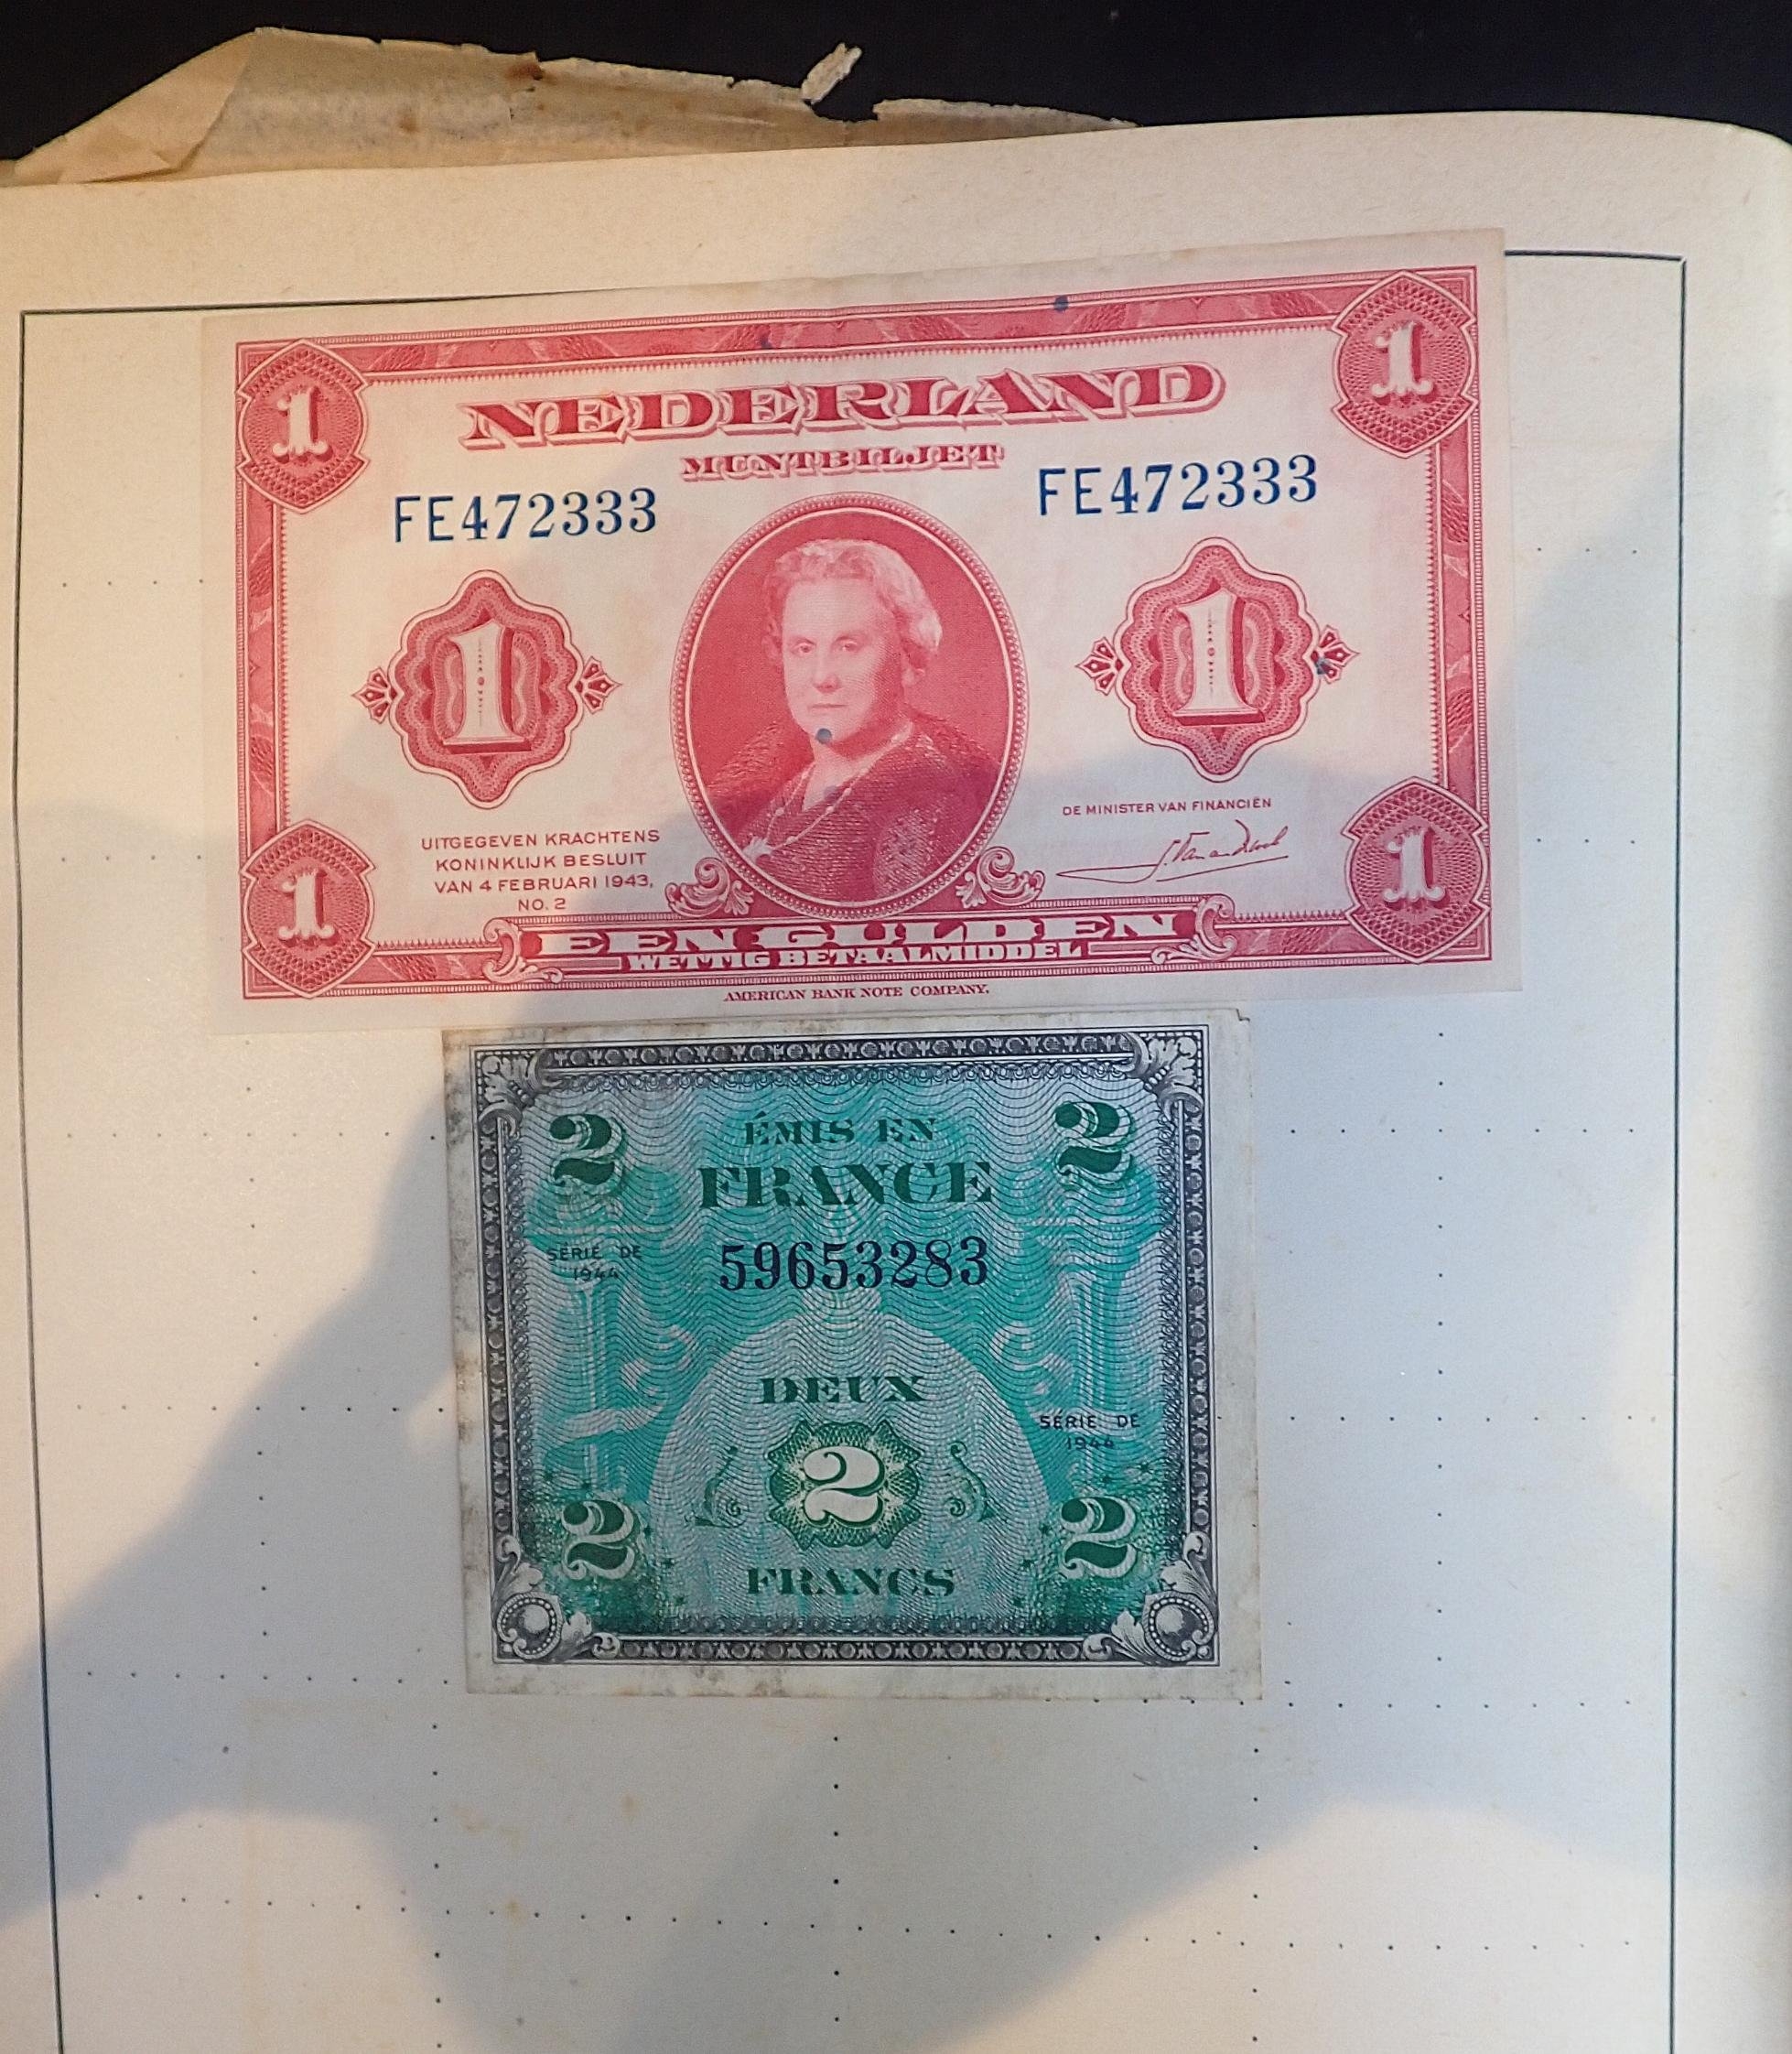 1 1
NEDERLAND
MUNTBILJET
FE472333 FE472333
1 1
DE MINISTER VAN FINANCIËN
UITGEGEVEN KRACHTENS
KONINKLIJK BESLUIT
VAN 4 FEBRUARI 1943,
NO. 2
1 1
EEN GULDEN
WETTIG BETAALMIDDEL
AMERICAN BANK NOTE COMPANY.
2 2
ÉMIS EN
FRANCE
SÉRIE DE
1944
59653283
DEUX
SÉRIE DE
1944
2
2 2
FRANCS